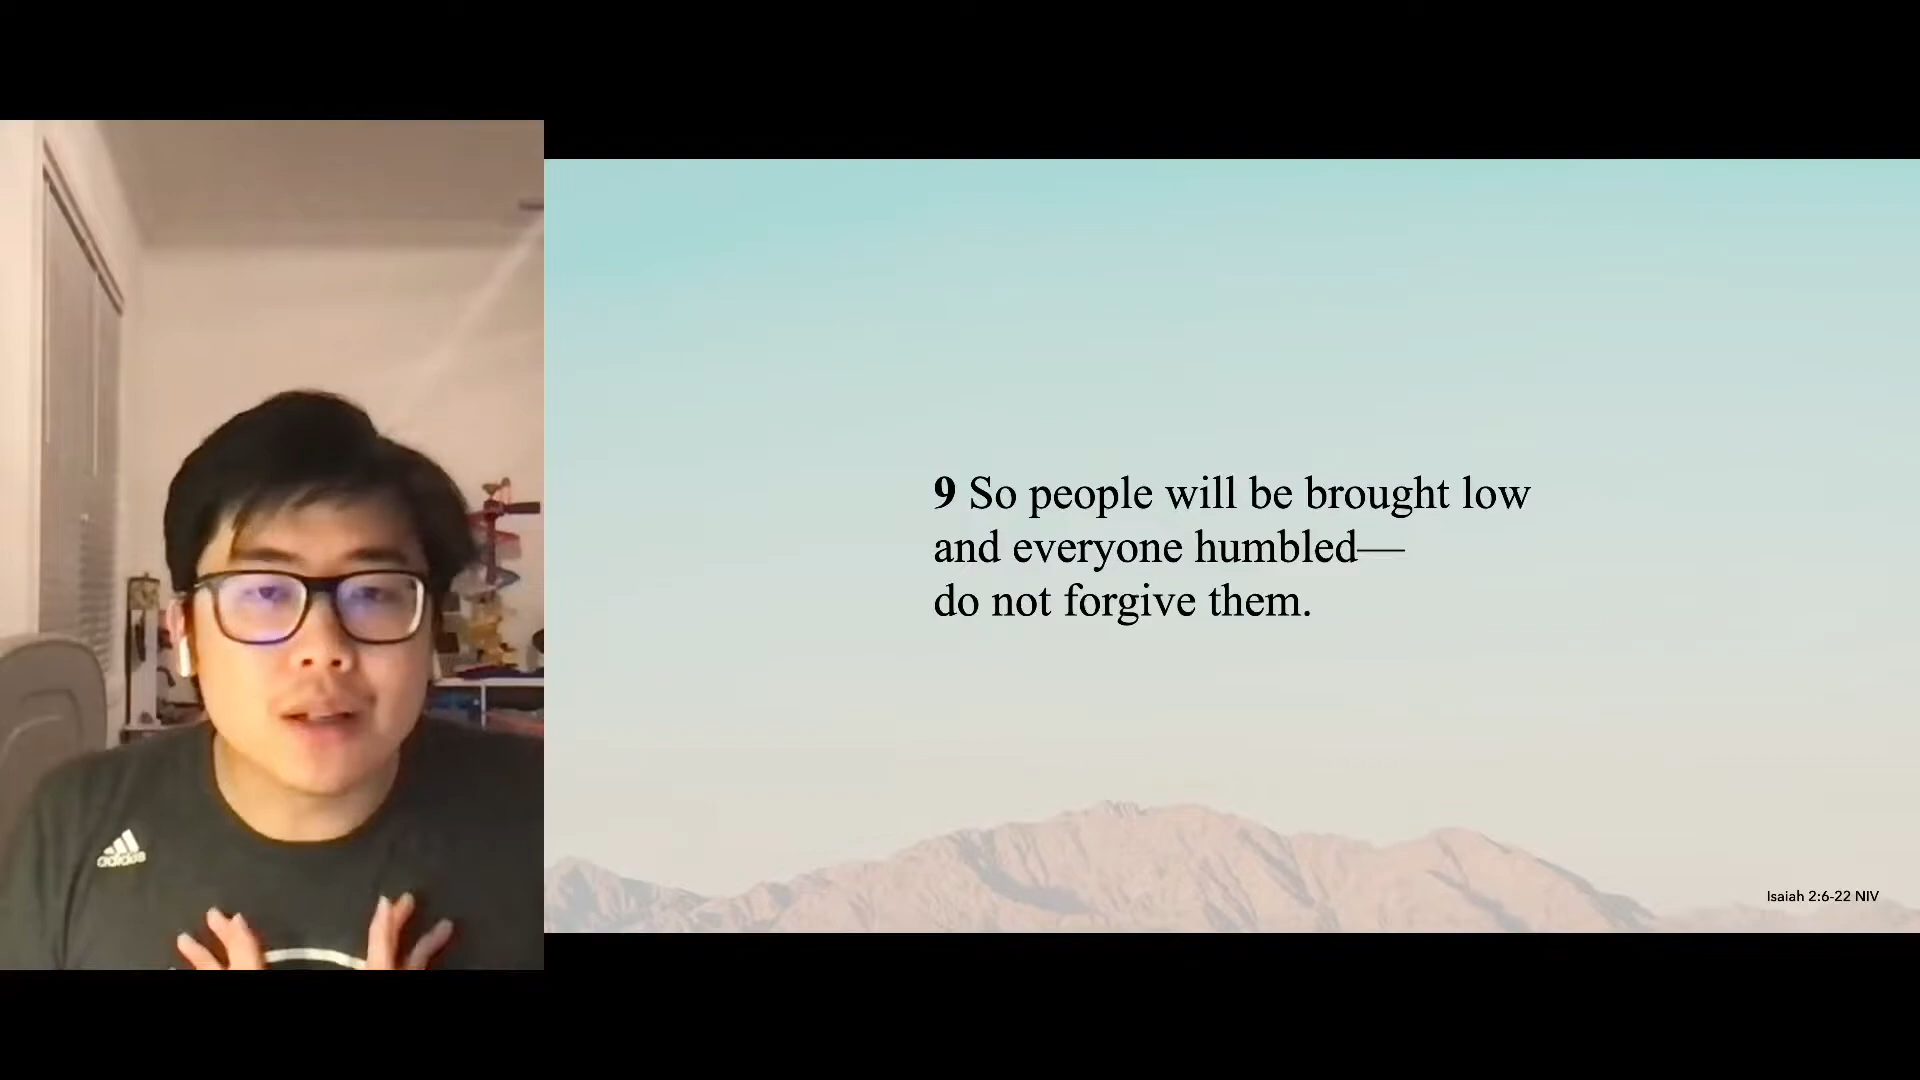 9 So people will be brought low
and everyone humbled—
do not forgive them.
Isaiah 2:6-22 NIV
adidas